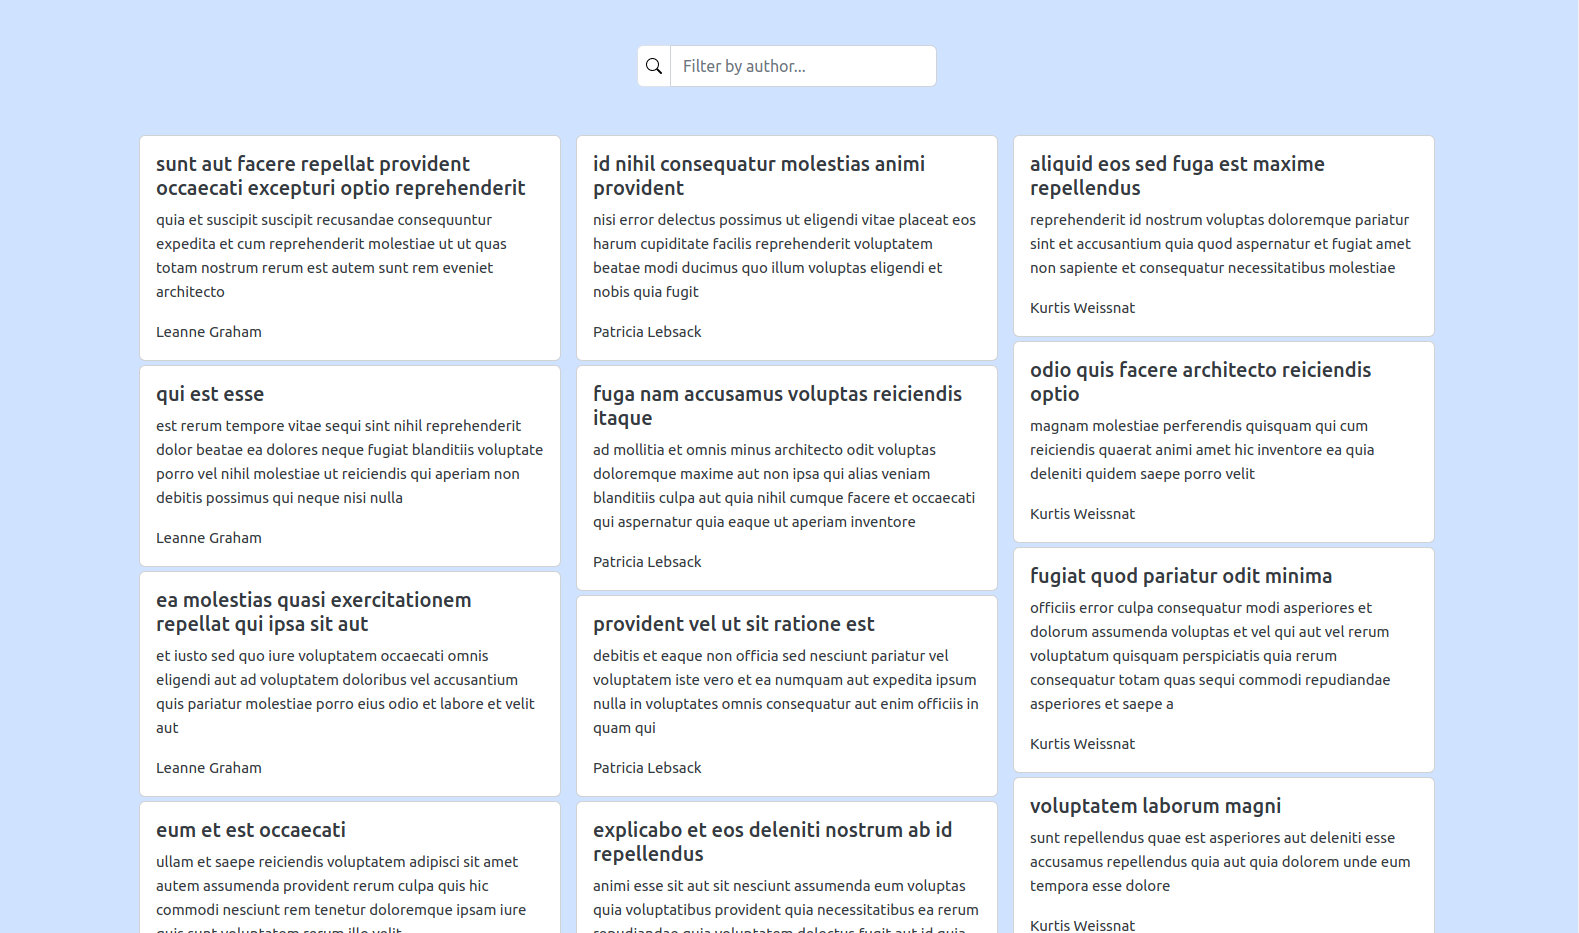 Filter by author...
sunt aut facere repellat provident
occaecati excepturi optio reprehenderit
quia et suscipit suscipit recusandae consequuntur
expedita et cum reprehenderit molestiae ut ut quas
totam nostrum rerum est autem sunt rem eveniet
architecto
Leanne Graham
qui est esse
est rerum tempore vitae sequi sint nihil reprehenderit
dolor beatae ea dolores neque fugiat blanditiis voluptate
porro vel nihil molestiae ut reiciendis qui aperiam non
debitis possimus qui neque nisi nulla
Leanne Graham
ea molestias quasi exercitationem
repellat qui ipsa sit aut
et iusto sed quo iure voluptatem occaecati omnis
eligendi aut ad voluptatem doloribus vel accusantium
quis pariatur molestiae porro eius odio et labore et velit
aut
Leanne Graham
eum et est occaecati
ullam et saepe reiciendis voluptatem adipisci sit amet
autem assumenda provident rerum culpa quis hic
commodi nesciunt rem tenetur doloremque ipsam iure
quis sunt voluptatem rerum illo velit
id nihil consequatur molestias animi
provident
nisi error delectus possimus ut eligendi vitae placeat eos
harum cupiditate facilis reprehenderit voluptatem
beatae modi ducimus quo illum voluptas eligendi et
nobis quia fugit
Patricia Lebsack
fuga nam accusamus voluptas reiciendis
itaque
ad mollitia et omnis minus architecto odit voluptas
doloremque maxime aut non ipsa qui alias veniam
blanditiis culpa aut quia nihil cumque facere et occaecati
qui aspernatur quia eaque ut aperiam inventore
Patricia Lebsack
provident vel ut sit ratione est
debitis et eaque non officia sed nesciunt pariatur vel
voluptatem iste vero et ea numquam aut expedita ipsum
nulla in voluptates omnis consequatur aut enim officiis in
quam qui
Patricia Lebsack
explicabo et eos deleniti nostrum ab id
repellendus
animi esse sit aut sit nesciunt assumenda eum voluptas
quia voluptatibus provident quia necessitatibus ea rerum
repudiandae quia voluptatem delectus fugit aut id quia
aliquid eos sed fuga est maxime
repellendus
reprehenderit id nostrum voluptas doloremque pariatur
sint et accusantium quia quod aspernatur et fugiat amet
non sapiente et consequatur necessitatibus molestiae
Kurtis Weissnat
odio quis facere architecto reiciendis
optio
magnam molestiae perferendis quisquam qui cum
reiciendis quaerat animi amet hic inventore ea quia
deleniti quidem saepe porro velit
Kurtis Weissnat
fugiat quod pariatur odit minima
officiis error culpa consequatur modi asperiores et
dolorum assumenda voluptas et vel qui aut vel rerum
voluptatum quisquam perspiciatis quia rerum
consequatur totam quas sequi commodi repudiandae
asperiores et saepe a
Kurtis Weissnat
voluptatem laborum magni
sunt repellendus quae est asperiores aut deleniti esse
accusamus repellendus quia aut quia dolorem unde eum
tempora esse dolore
Kurtis Weissnat